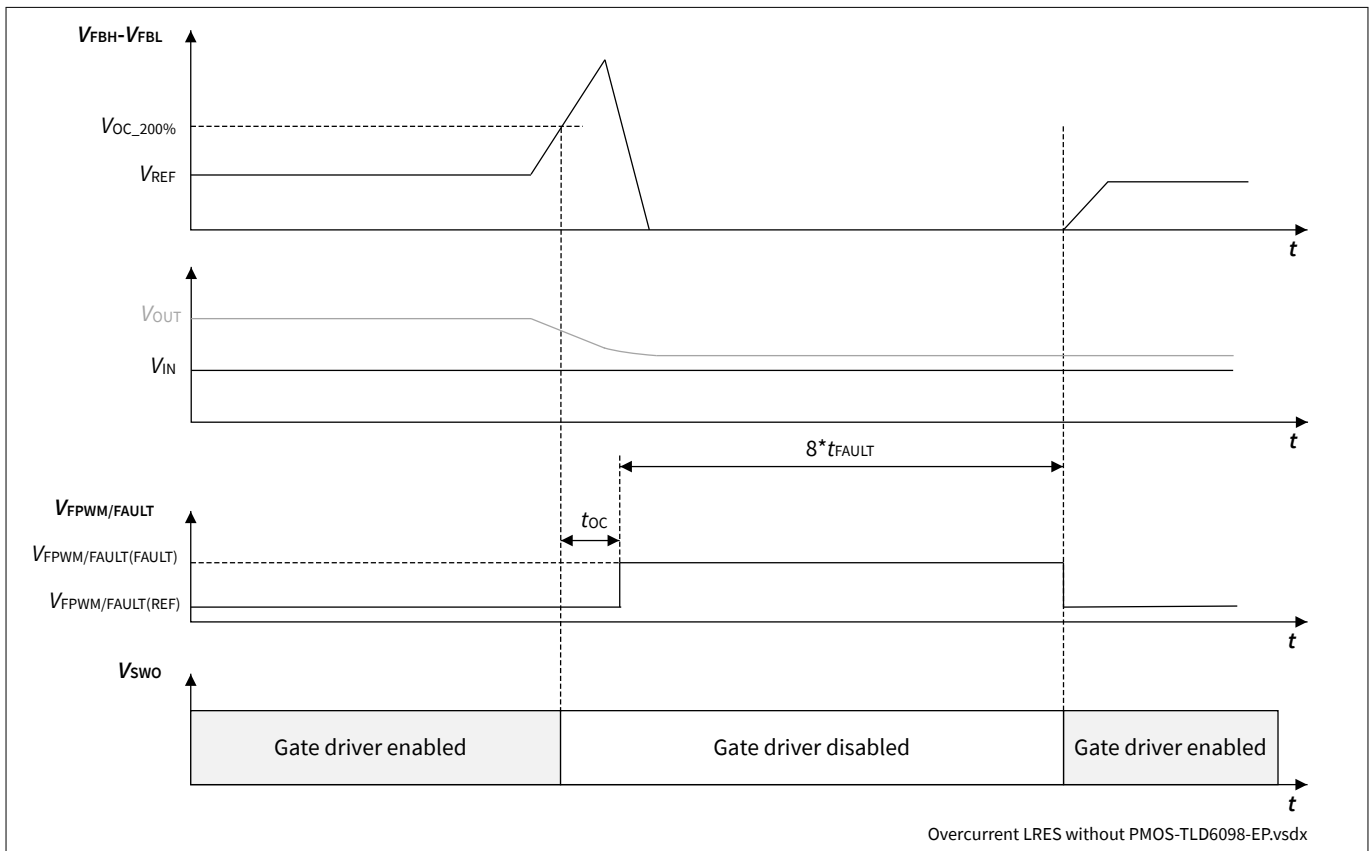 VFBH-VFBL
VOC_200%
VREF
t
VOUT
VIN
t
8*tFAULT
VFPWM/FAULT
tOC
VFPWM/FAULT(FAULT)
VFPWM/FAULT(REF)
t
VSWO
Gate driver enabled
Gate driver disabled
Gate driver enabled
t
Overcurrent LRES without PMOS-TLD6098-EP.vsdx